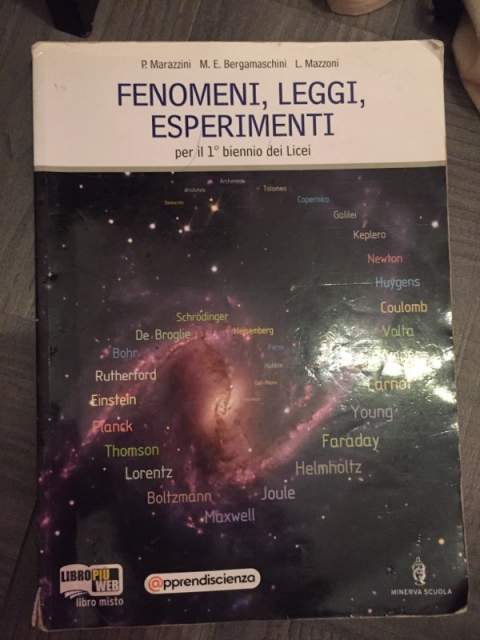 P. Marazzini M. E. Bergamaschini L. Mazzoni
FENOMENI, LEGGI,
ESPERIMENTI
per il 1° biennio dei Licei
Archimede
Tolomeo
Copernico
Galilei
Keplero
Newton
Huygens
Coulomb
Volta
Carnot
Young
Faraday
Helmholtz
Joule
Maxwell
Boltzmann
Lorentz
Thomson
Planck
Einstein
Rutherford
Bohr
De Broglie
Schrödinger
Heisenberg
LIBRO PIÙ WEB
libro misto
@pprendiscienza
MINERVA SCUOLA